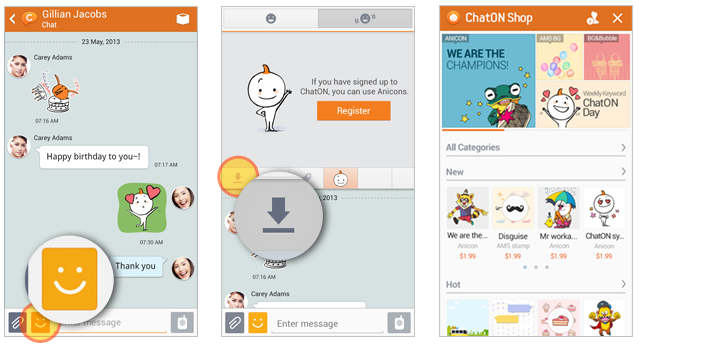 Gillian Jacobs
Chat
23 May, 2013
Carey Adams
07:16 AM
Carey Adams
Happy birthday to you~!
07:17 AM
07:30 AM
Thank you
Enter message
If you have signed up to
ChatON, you can use Anicons.
Register
2013
07:16 AM
Carey Adams
Enter message
ChatON Shop
ANICON
WE ARE THE
CHAMPIONS!
AMS BG
BG&Bubble
Weekly Keyword
ChatON
Day
All Categories
New
We are the...
Anicon
$1.99
Disguise
AMS stamp
$1.99
Mr worka...
Anicon
$1.99
ChatON sy...
Anicon
$1.99
Hot